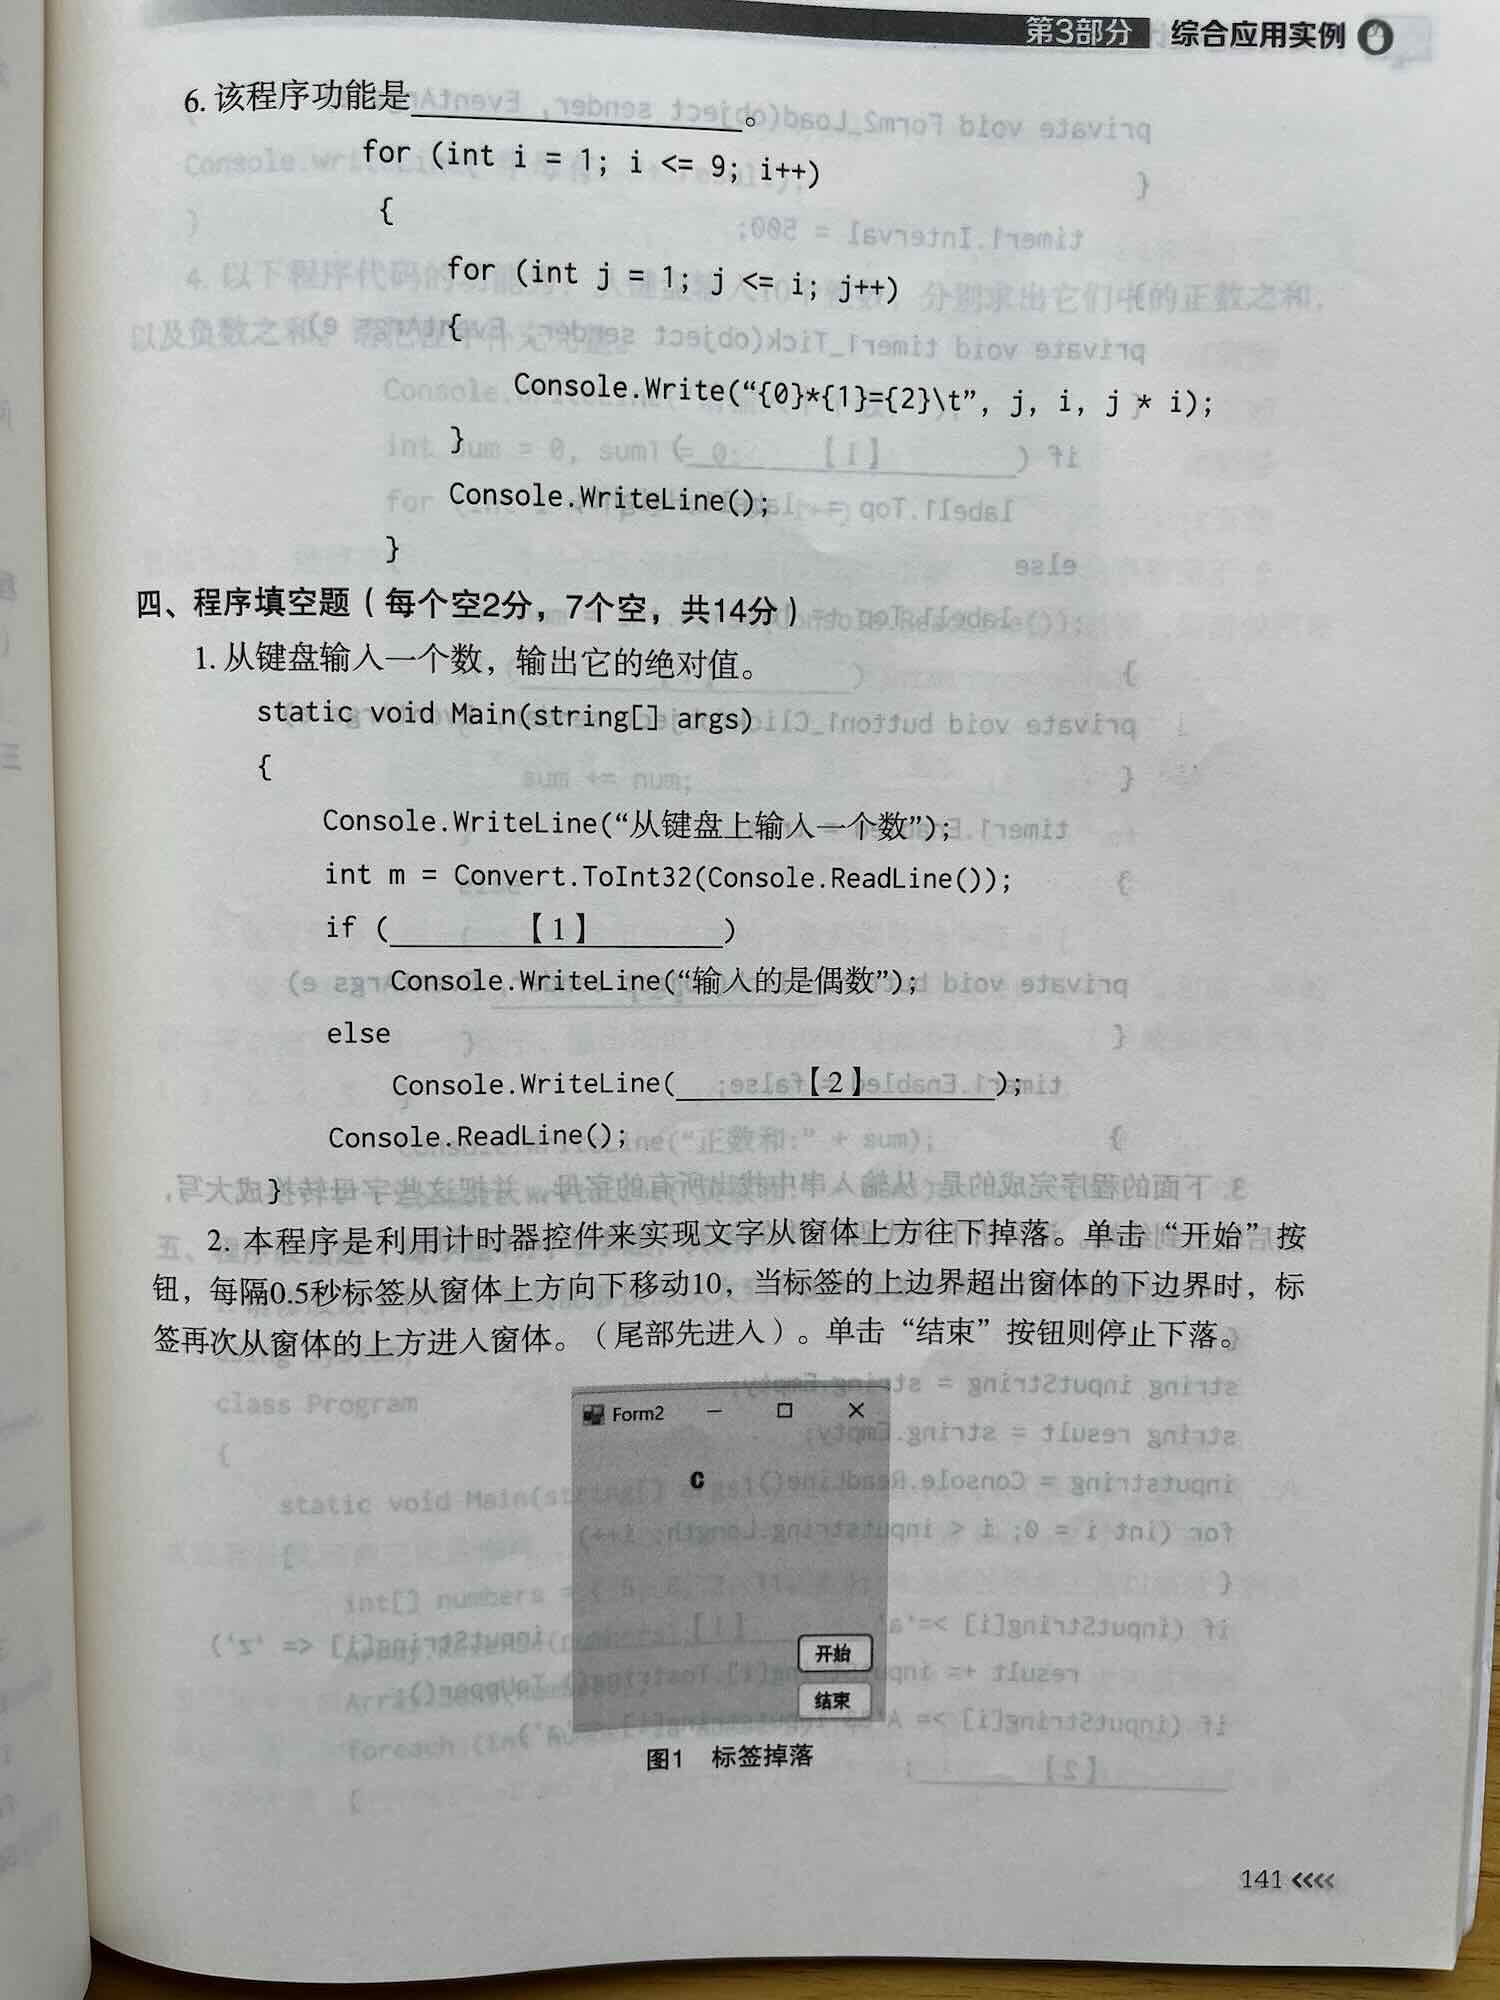 第3部分 综合应用实例
6. 该程序功能是____________。
for (int i = 1; i <= 9; i++)
{
for (int j = 1; j <= i; j++)
{
Console.Write(“{0}*{1}={2}\t”, j, i, j * i);
}
Console.WriteLine();
}
四、程序填空题（每个空2分，7个空，共14分）
1. 从键盘输入一个数，输出它的绝对值。
static void Main(string[] args)
{
Console.WriteLine(“从键盘上输入一个数”);
int m = Convert.ToInt32(Console.ReadLine());
if (____【1】____)
Console.WriteLine(“输入的是偶数”);
else
Console.WriteLine(____【2】____);
Console.ReadLine();
}
2. 本程序是利用计时器控件来实现文字从窗体上方往下掉落。单击“开始”按
钮，每隔0.5秒标签从窗体上方向下移动10，当标签的上边界超出窗体的下边界时，标
签再次从窗体的上方进入窗体。（尾部先进入）。单击“结束”按钮则停止下落。
Form2
C
开始
结束
图1 标签掉落
141 <<<<